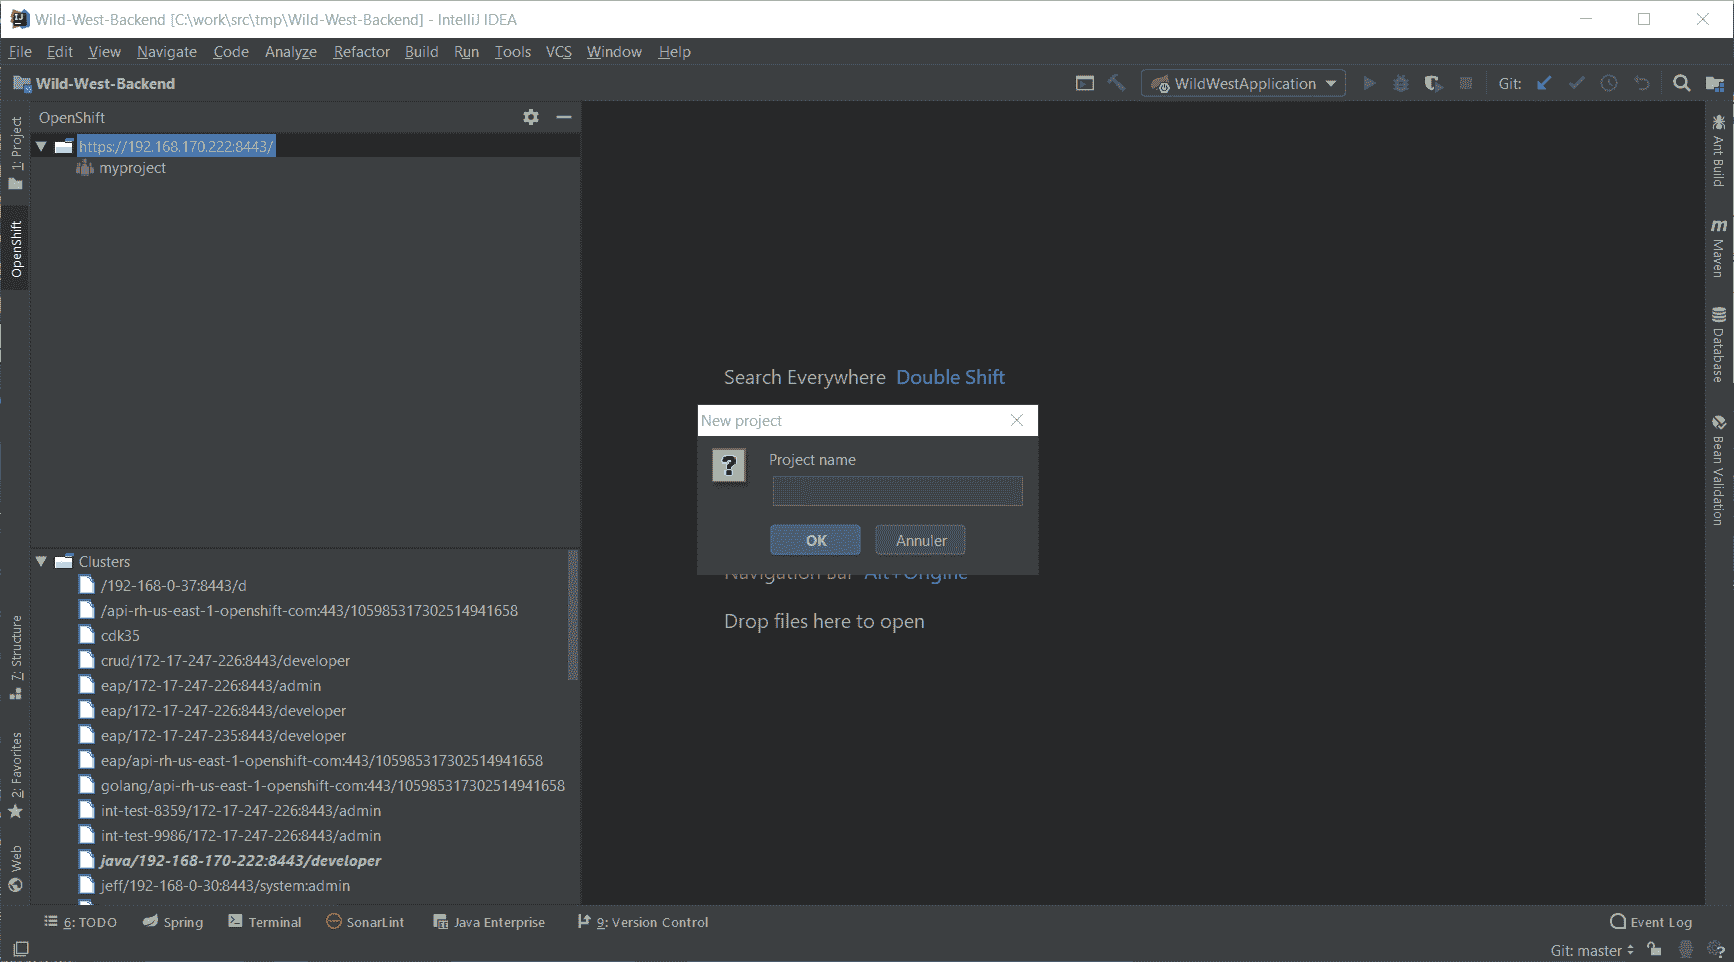 Wild-West-Backend [C:\work\src\tmp\Wild-West-Backend] - IntelliJ IDEA
File Edit View Navigate Code Analyze Refactor Build Run Tools VCS Window Help
Wild-West-Backend
WildWestApplication
Git:
OpenShift
https://192.168.170.222:8443/
myproject
1: Project
OpenShift
7: Structure
2: Favorites
Web
Search Everywhere Double Shift
New project
Project name
OK Annuler
Navigation Bar Alt+Origine
Drop files here to open
Clusters
/192-168-0-37:8443/d
/api-rh-us-east-1-openshift-com:443/105985317302514941658
cdk35
crud/172-17-247-226:8443/developer
eap/172-17-247-226:8443/admin
eap/172-17-247-226:8443/developer
eap/172-17-247-235:8443/developer
eap/api-rh-us-east-1-openshift-com:443/105985317302514941658
golang/api-rh-us-east-1-openshift-com:443/105985317302514941658
int-test-8359/172-17-247-226:8443/admin
int-test-9986/172-17-247-226:8443/admin
java/192-168-170-222:8443/developer
jeff/192-168-0-30:8443/system:admin
Ant Build
m Maven
Database
Bean Validation
6: TODO Spring Terminal SonarLint Java Enterprise 9: Version Control Event Log
Git: master